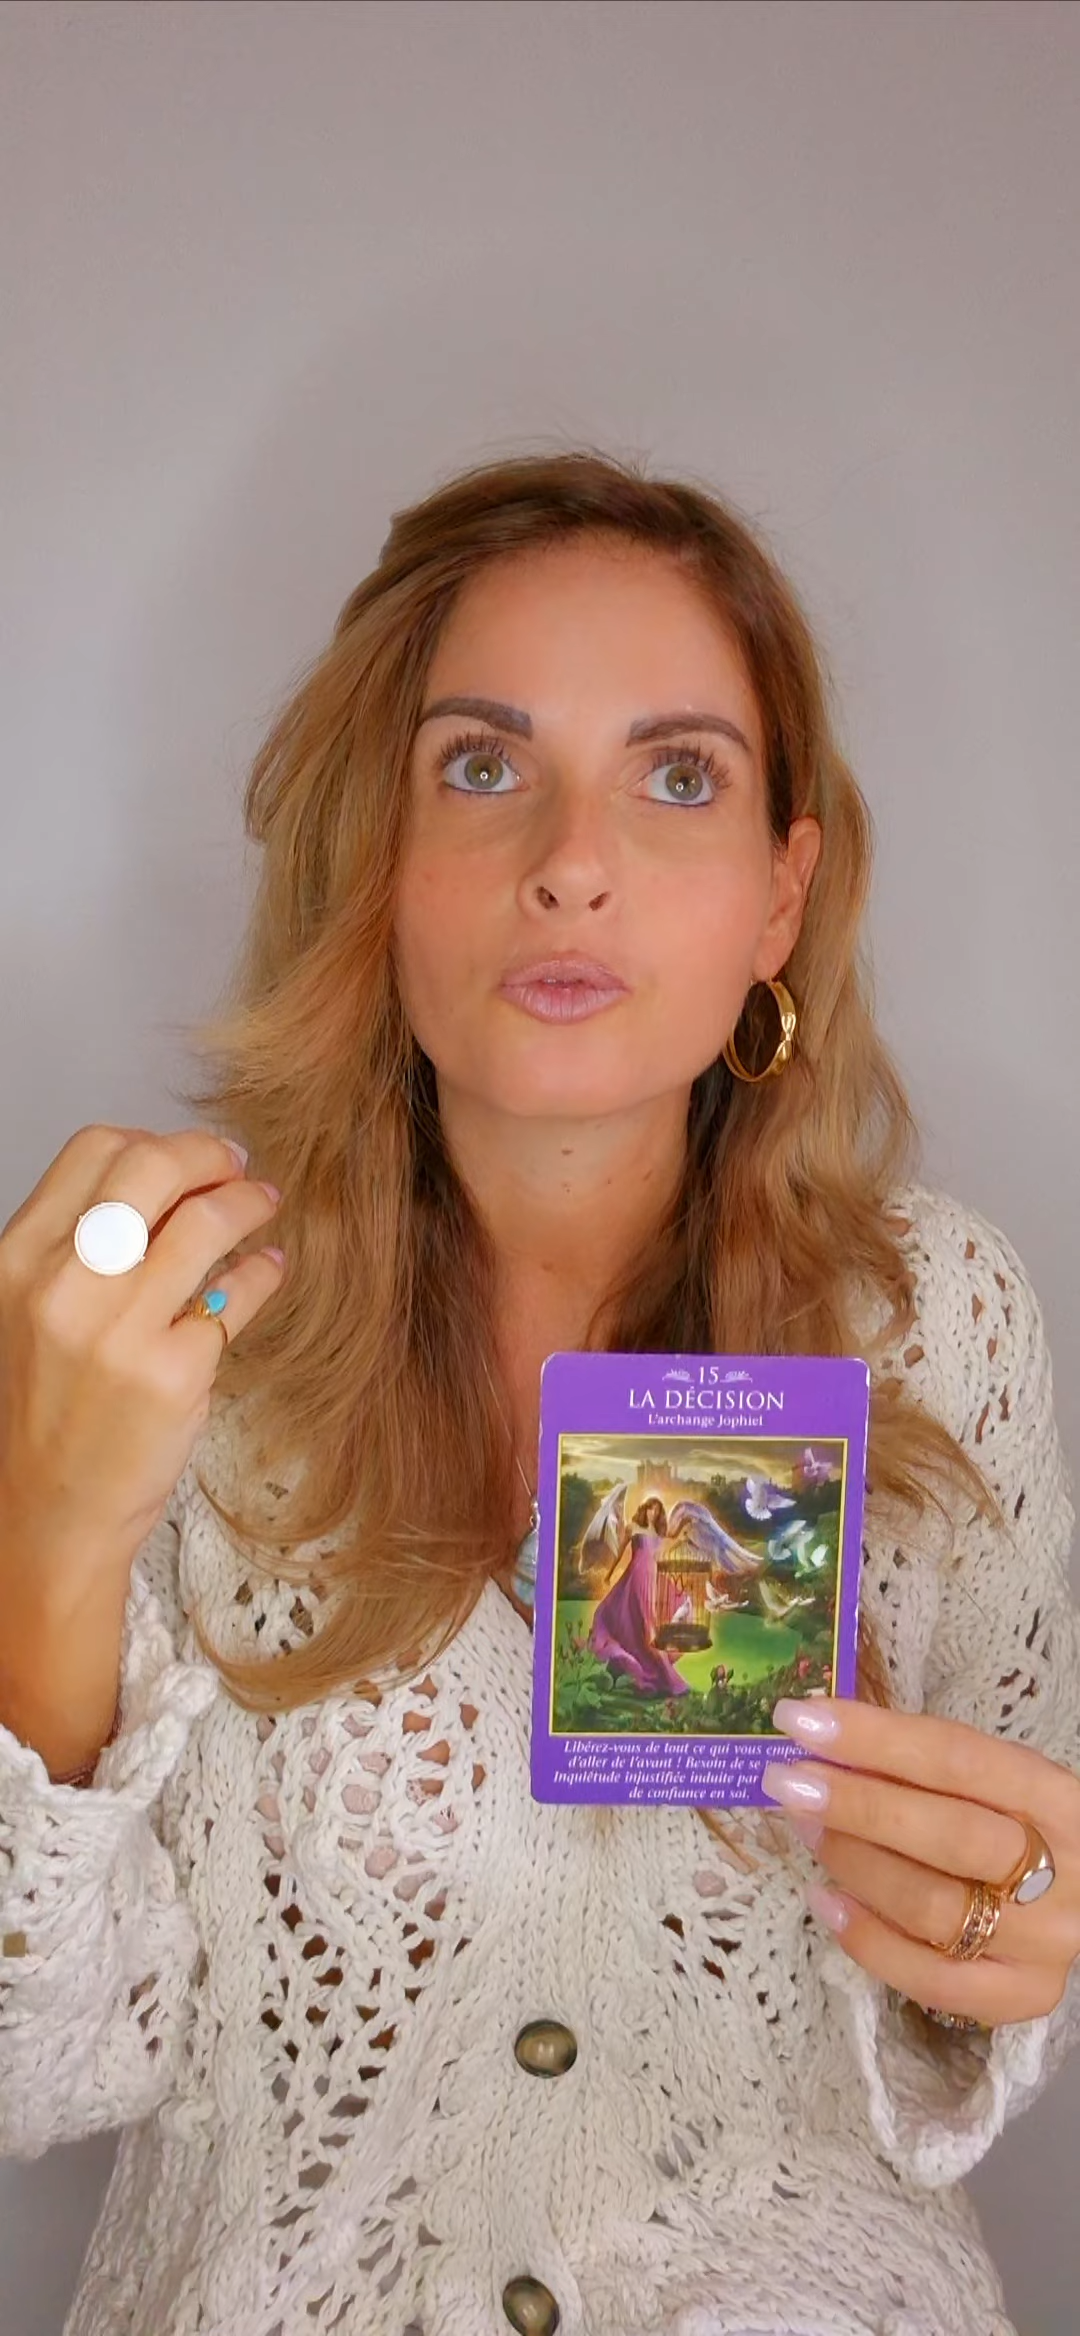 15
LA DÉCISION
L'archange Jophiel
Libérez-vous de tout ce qui vous
d'aller de l'avant ! Besoin de se
Inquiétude injustifiée induite par
de confiance en soi.